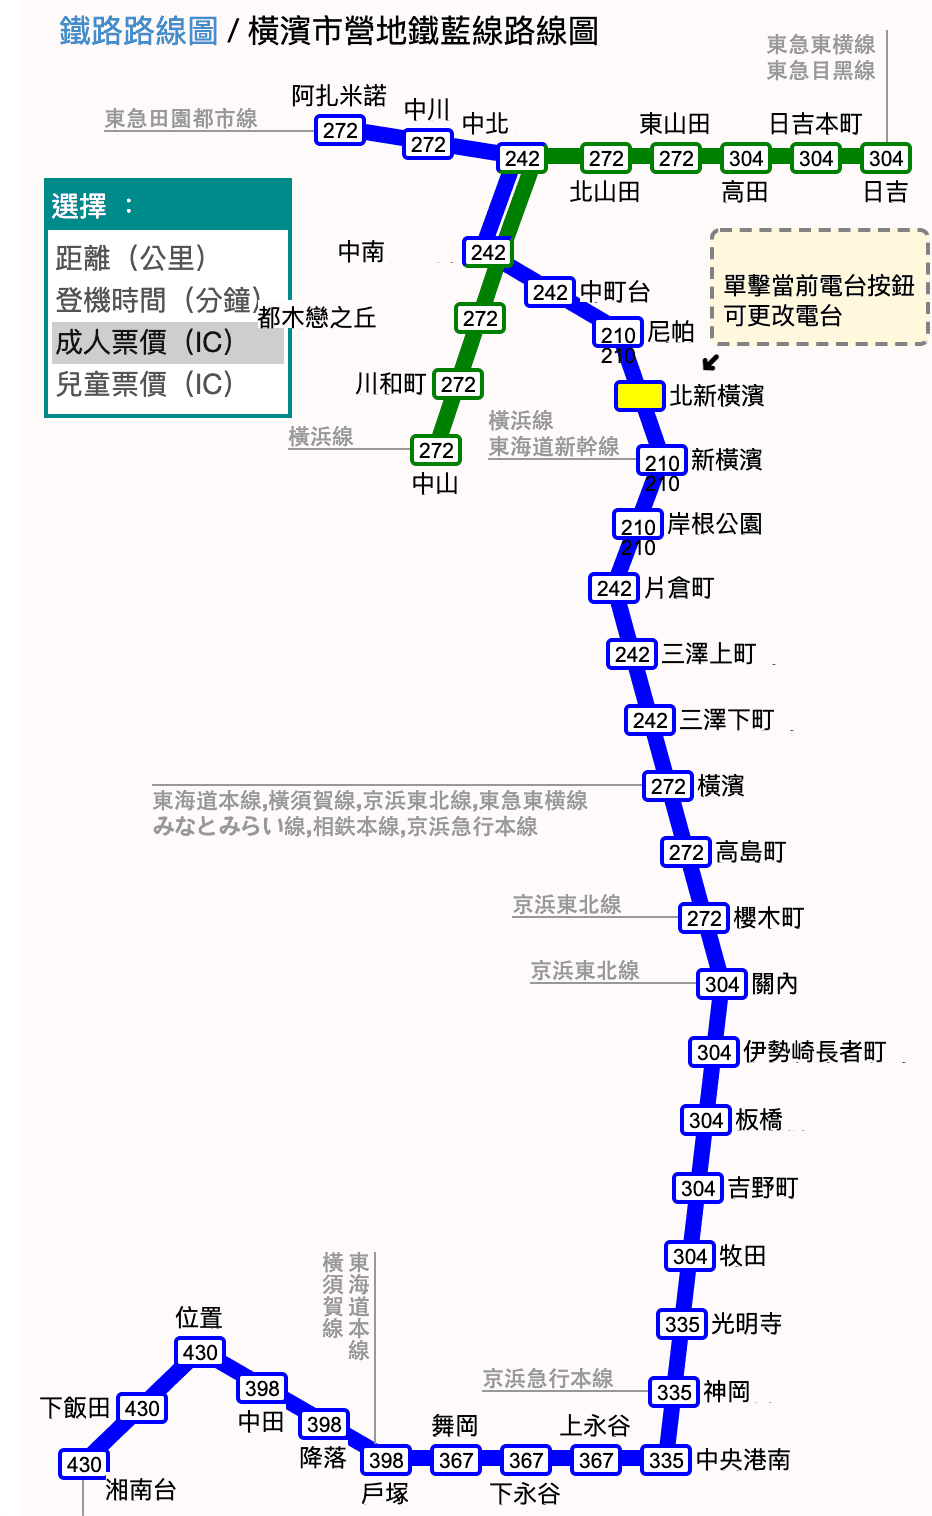 鐵路路線圖 / 橫濱市營地鐵藍線路線圖
東急東橫線
東急目黑線
阿扎米諾
中川
中北
東急田園都市線
272
272
242
東山田
日吉本町
272
272
304
304
304
北山田
高田
日吉
選擇 ：
距離（公里）
登機時間（分鐘）
成人票價（IC）
兒童票價（IC）
中南
242
242
中町台
單擊當前電台按鈕
可更改電台
都木戀之丘
272
210
210
尼帕
川和町
272
北新橫濱
橫浜線
272
中山
橫浜線
東海道新幹線
210
210
新橫濱
210
210
岸根公園
242
片倉町
242
三澤上町
242
三澤下町
272
橫濱
東海道本線,橫須賀線,京浜東北線,東急東橫線
みなとみらい線,相鉄本線,京浜急行本線
272
高島町
京浜東北線
272
櫻木町
京浜東北線
304
關內
304
伊勢崎長者町
304
板橋
304
吉野町
304
牧田
335
光明寺
京浜急行本線
335
神岡
東海道本線
橫須賀線
位置
430
398
中田
下飯田
430
398
降落
430
湘南台
398
戶塚
舞岡
367
367
下永谷
上永谷
367
335
中央港南